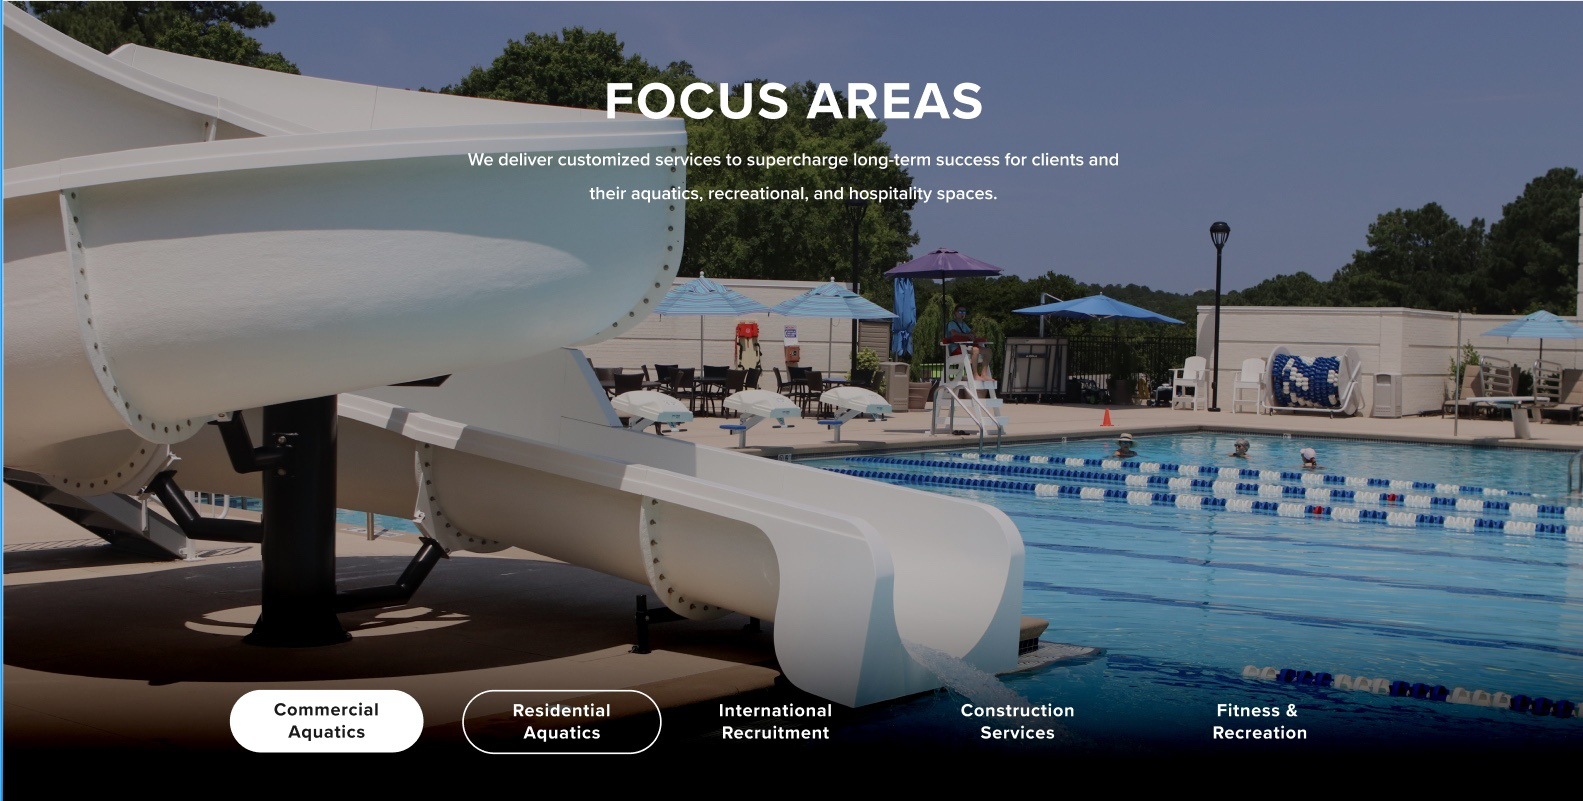 FOCUS AREAS
We deliver customized services to supercharge long-term success for clients and
their aquatics, recreational, and hospitality spaces.
Commercial
Aquatics
Residential
Aquatics
International
Recruitment
Construction
Services
Fitness &
Recreation